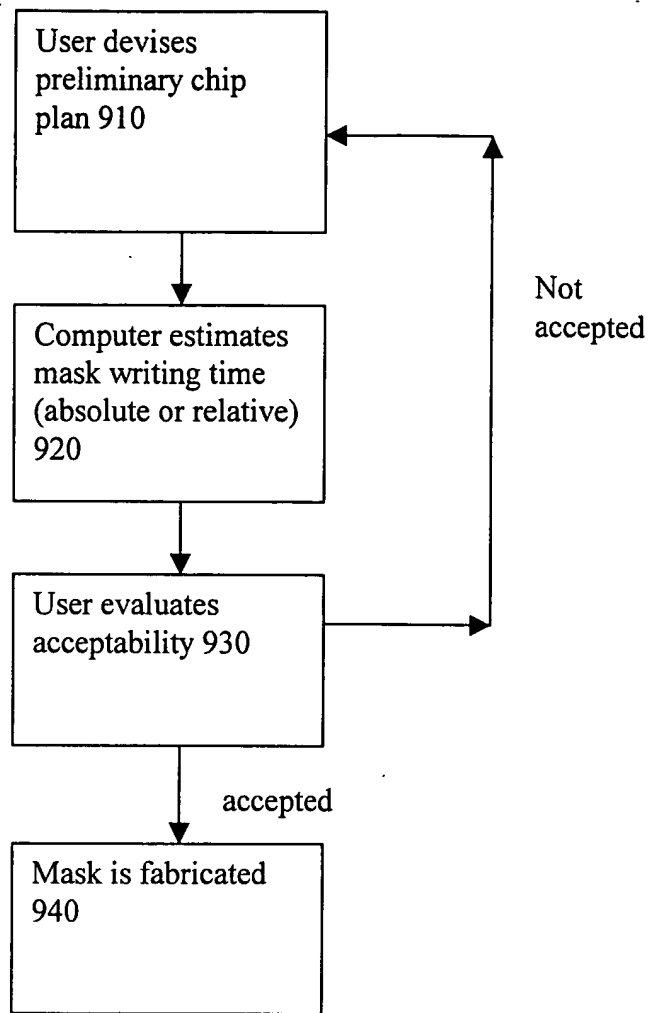 User devises
preliminary chip
plan 910
Not
accepted
Computer estimates
mask writing time
(absolute or relative)
920
User evaluates
acceptability 930
accepted
Mask is fabricated
940